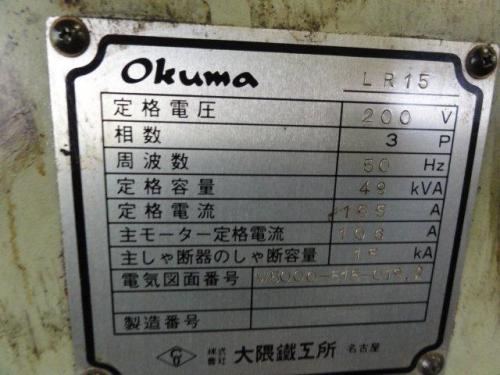 Okuma LR15
定格電圧 200 V
相数 3 P
周波数 50 Hz
定格容量 49 kVA
定格電流 A
主モーター定格電流 106 A
主しゃ断器のしゃ断容量 15 kA
電気図面番号
製造番号
株式会社 大隈鐵工所 名古屋